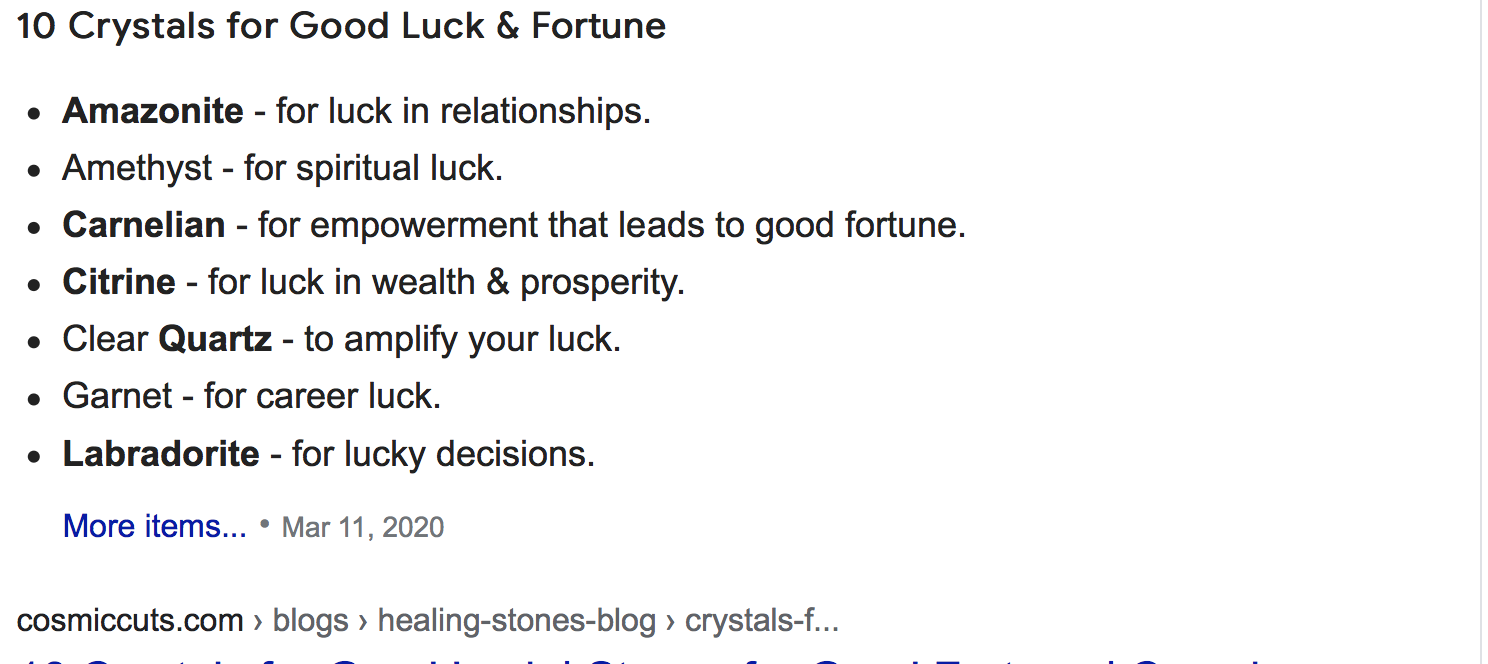 10 Crystals for Good Luck & Fortune
• Amazonite - for luck in relationships.
• Amethyst - for spiritual luck.
• Carnelian - for empowerment that leads to good fortune.
• Citrine - for luck in wealth & prosperity.
• Clear Quartz - to amplify your luck.
• Garnet - for career luck.
• Labradorite - for lucky decisions.
More items... • Mar 11, 2020
cosmiccuts.com › blogs › healing-stones-blog › crystals-f...